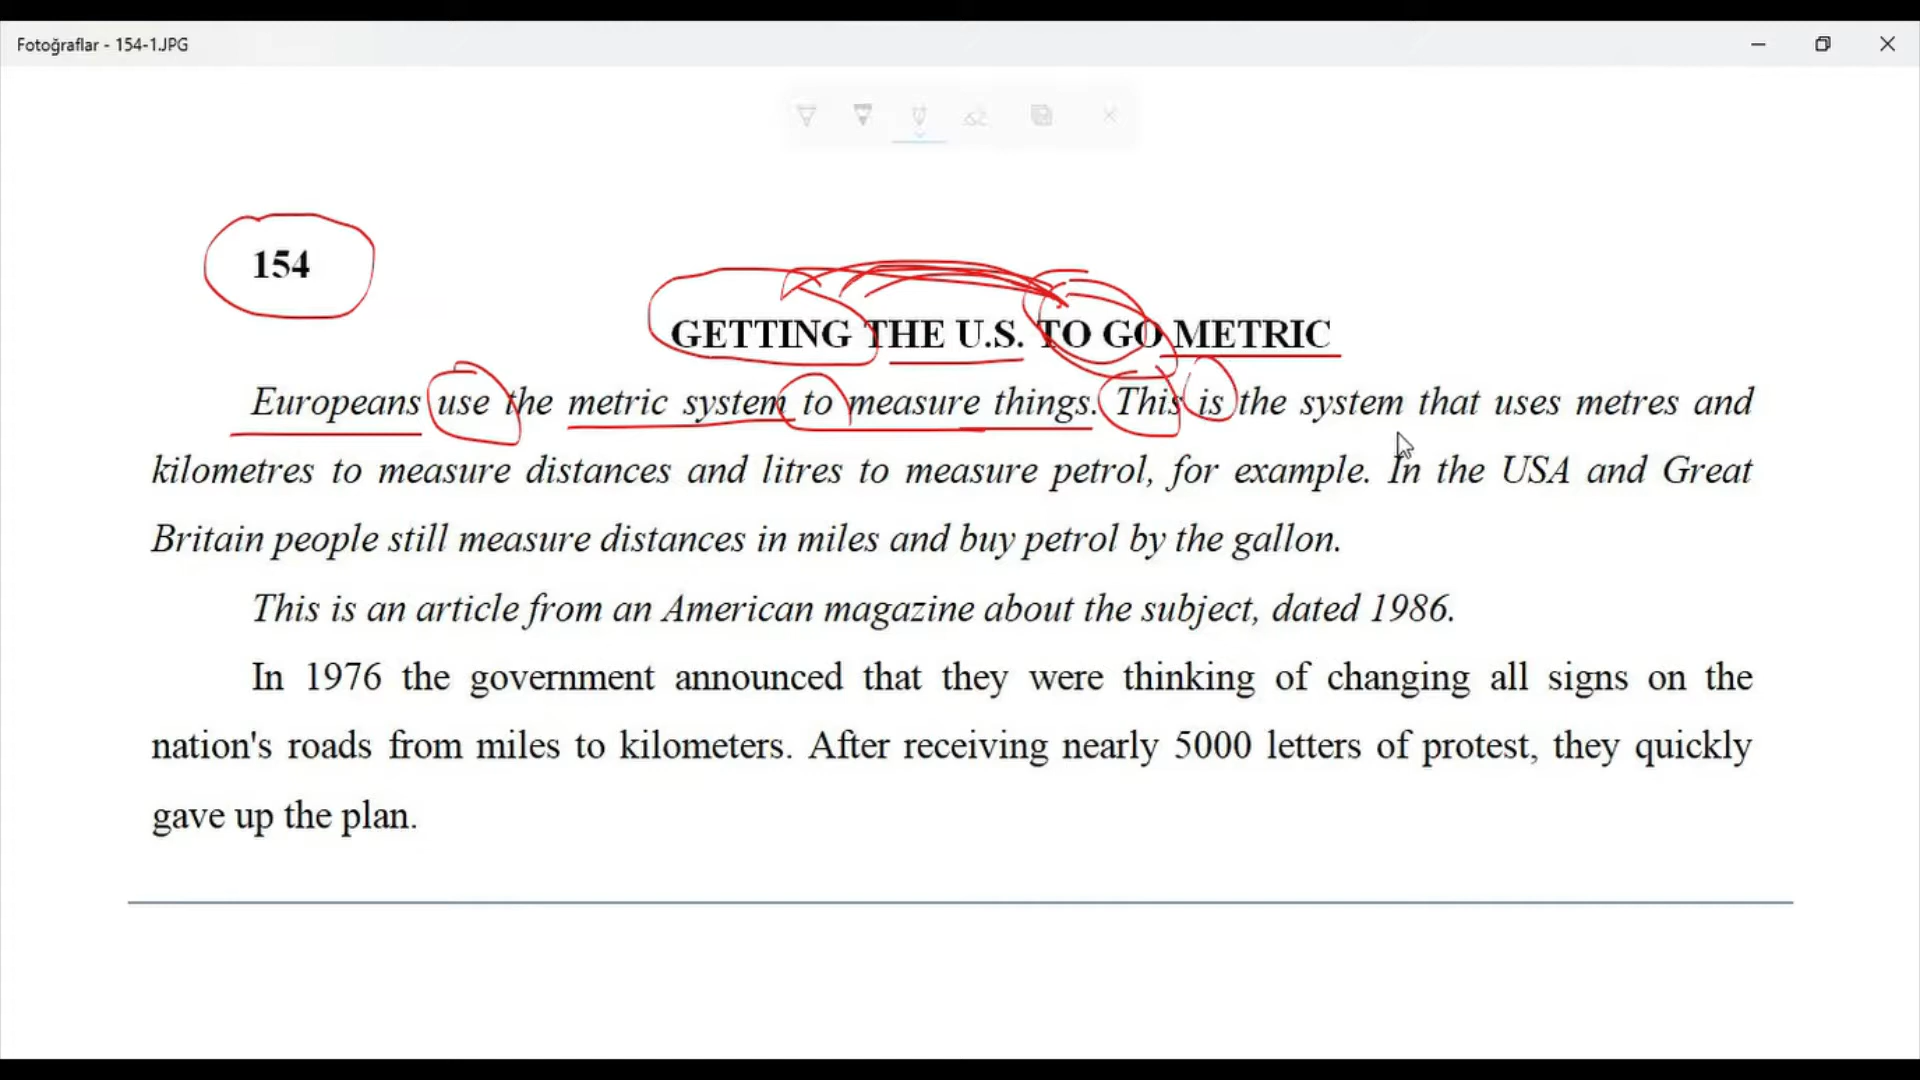 Fotoğraflar - 154-1.JPG
154
GETTING THE U.S. TO GO METRIC
Europeans use the metric system to measure things. This is the system that uses metres and
kilometres to measure distances and litres to measure petrol, for example. In the USA and Great
Britain people still measure distances in miles and buy petrol by the gallon.
This is an article from an American magazine about the subject, dated 1986.
In 1976 the government announced that they were thinking of changing all signs on the
nation's roads from miles to kilometers. After receiving nearly 5000 letters of protest, they quickly
gave up the plan.